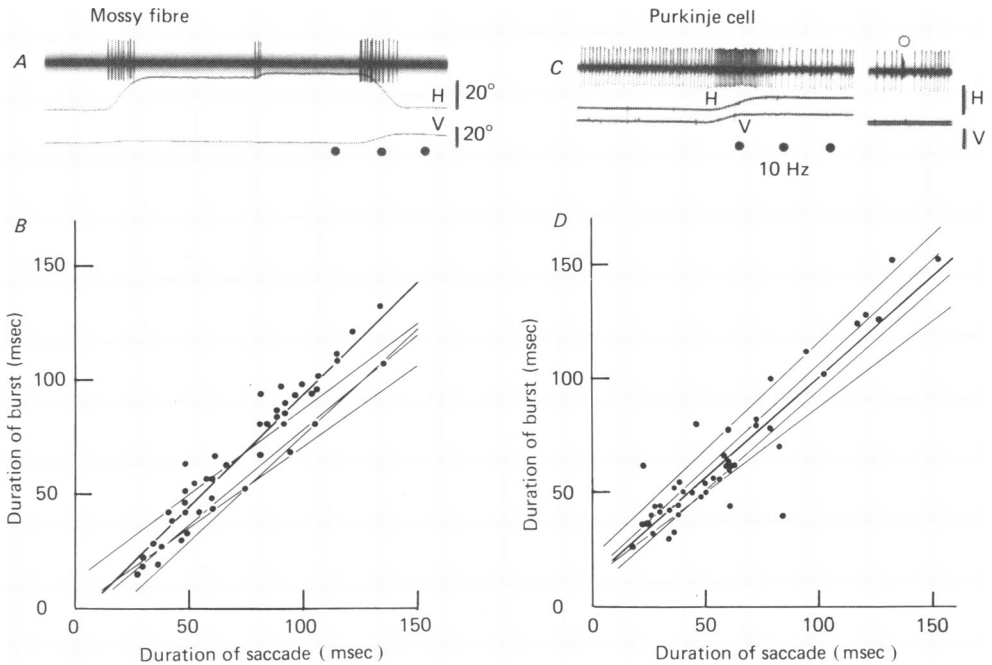 Mossy fibre
Purkinje cell
A
H
20°
V
20°
C
H
V
H
V
10 Hz
B
150
100
50
0
Duration of burst (msec)
0
50
100
150
Duration of saccade ( msec)
D
150
100
50
0
Duration of burst (msec)
0
50
100
150
Duration of saccade ( msec)